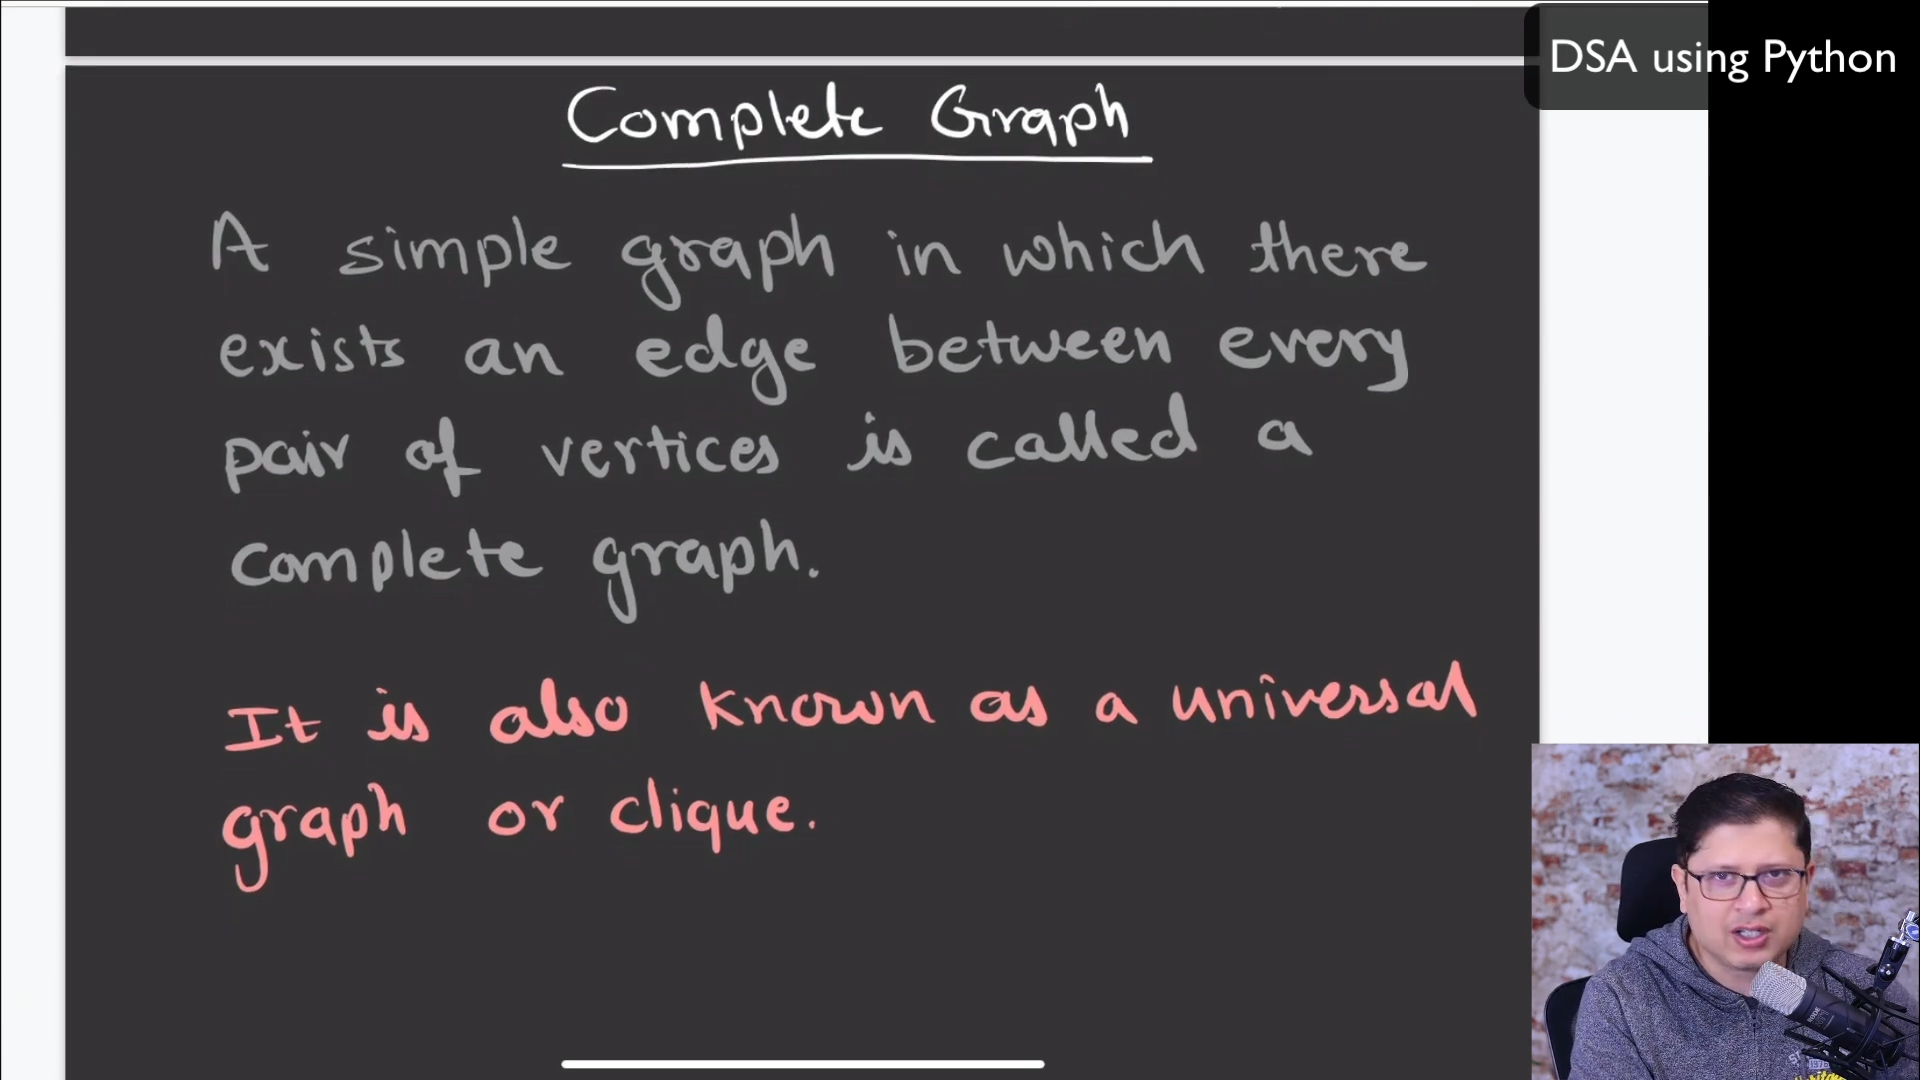 DSA using Python
Complete Graph
A simple graph in which there
exists an edge between every
pair of vertices is called a
complete graph.
It is also known as a universal
graph or clique.